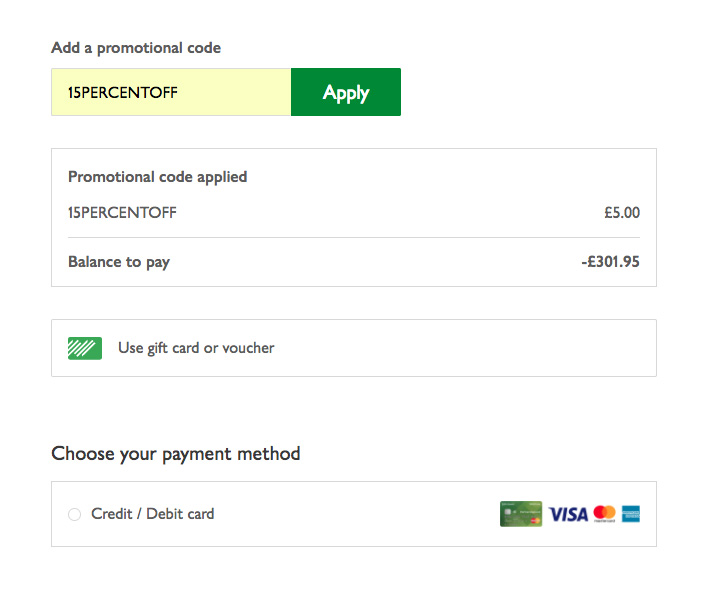 Add a promotional code
15PERCENTOFF
Apply
Promotional code applied
15PERCENTOFF £5.00
Balance to pay -£301.95
Use gift card or voucher
Choose your payment method
Credit / Debit card VISA